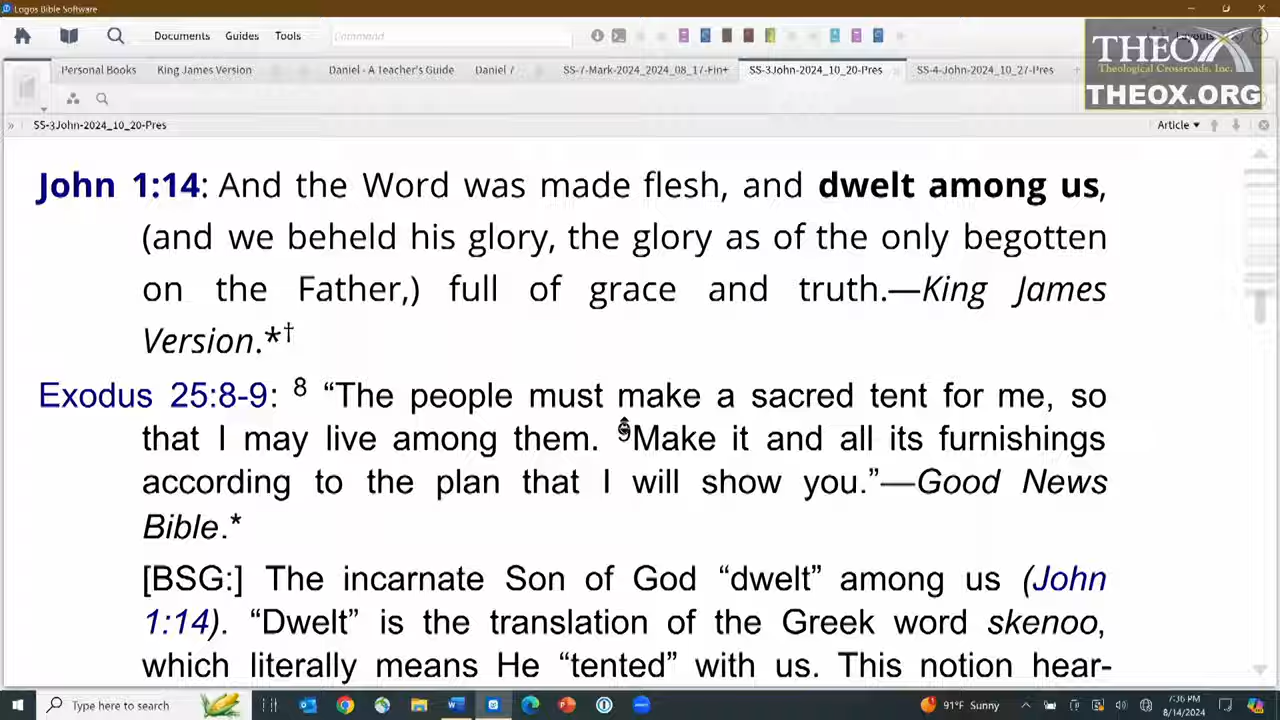 Logos Bible Software
Documents Guides Tools Command Layouts
THEOX
Theological Crossroads, Inc.
THEOX.ORG
Personal Books King James Version SS-7-Mark-2024_2024_08_17-Fin+ SS-3John-2024_10_20-Pres SS-4-John-2024_10_27-Pres
SS-3John-2024_10_20-Pres Article
John 1:14: And the Word was made flesh, and dwelt among us,
(and we beheld his glory, the glory as of the only begotten
on the Father,) full of grace and truth.—King James
Version.*†
Exodus 25:8-9: 8 “The people must make a sacred tent for me, so
that I may live among them. 9Make it and all its furnishings
according to the plan that I will show you.”—Good News
Bible.*
[BSG:] The incarnate Son of God “dwelt” among us (John
1:14). “Dwelt” is the translation of the Greek word skenoo,
which literally means He “tented” with us. This notion hear-
Type here to search 91°F Sunny 7:36 PM
8/14/2024